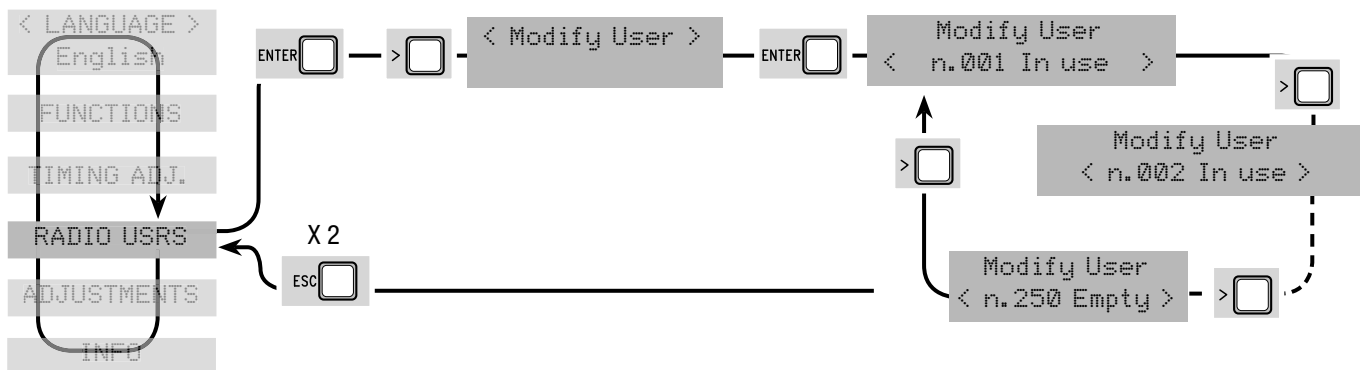 < LANGUAGE >
English
FUNCTIONS
TIMING ADJ.
RADIO USRS
ADJUSTMENTS
INFO
ENTER
>
< Modify User >
ENTER
Modify User
< n.001 In use >
>
Modify User
< n.002 In use >
>
Modify User
< n.250 Empty >
>
X 2
ESC